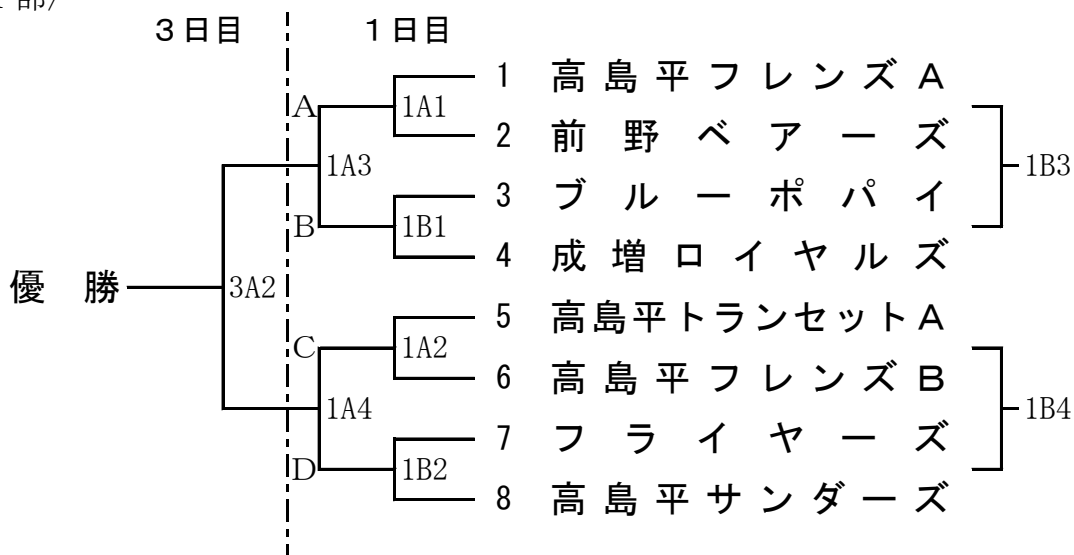 3日目 1日目
1 高島平フレンズA
A 1A1
2 前野ベアーズ
1A3 1B3
3 ブルーポパイ
B 1B1
4 成増ロイヤルズ
優勝 3A2
5 高島平トランセットA
C 1A2
6 高島平フレンズB
1A4 1B4
7 フライヤーズ
D 1B2
8 高島平サンダーズ